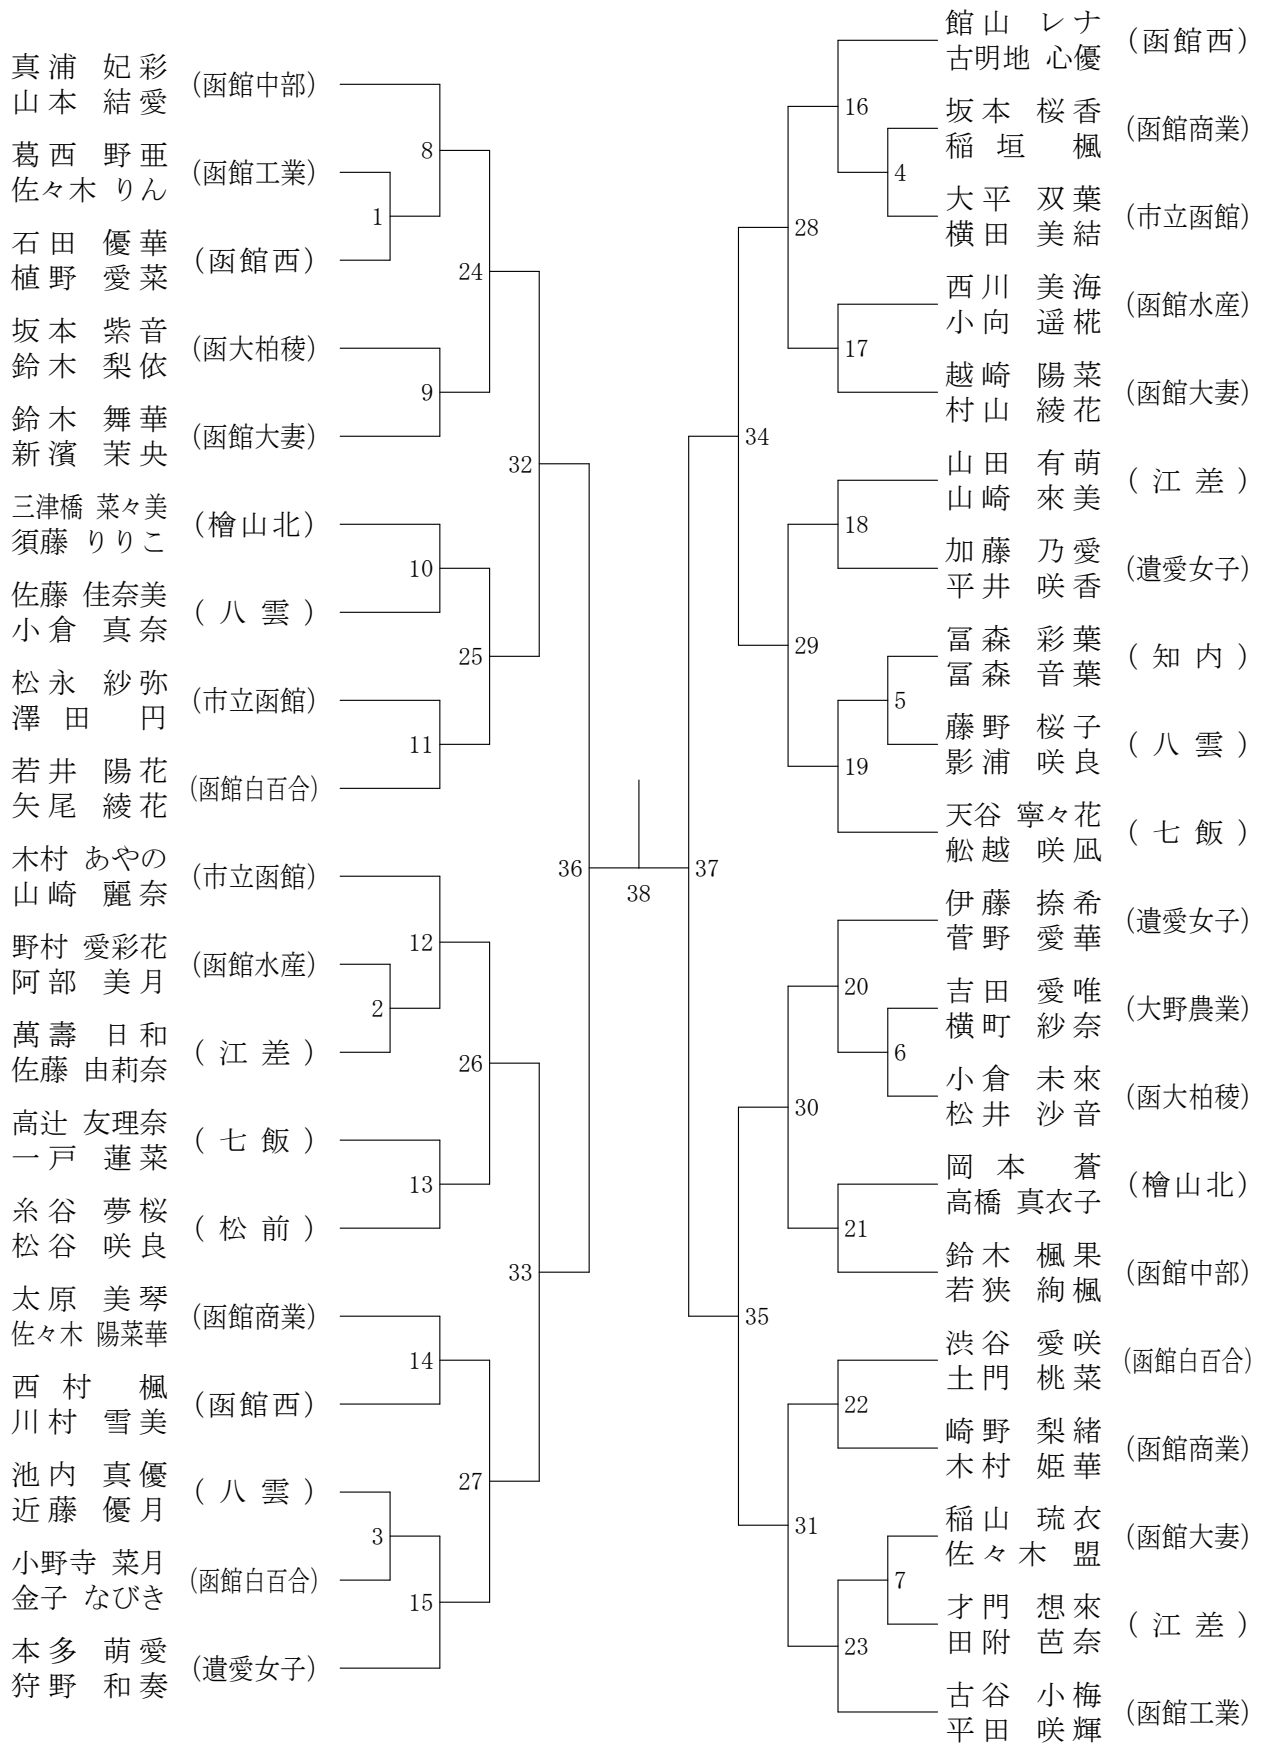 真浦 妃彩
山本 結愛
(函館中部)
葛西 野亜
佐々木 りん
(函館工業)
石田 優華
植野 愛菜
(函館西)
坂本 紫音
鈴木 梨依
(函大柏稜)
鈴木 舞華
新濱 茉央
(函館大妻)
三津橋 菜々美
須藤 りりこ
(檜山北)
佐藤 佳奈美
小倉 真奈
(八雲)
松永 紗弥
澤田 円
(市立函館)
若井 陽花
矢尾 綾花
(函館白百合)
木村 あやの
山崎 麗奈
(市立函館)
野村 愛彩花
阿部 美月
(函館水産)
萬壽 日和
佐藤 由莉奈
(江差)
高辻 友理奈
一戸 蓮菜
(七飯)
糸谷 夢桜
松谷 咲良
(松前)
太原 美琴
佐々木 陽菜華
(函館商業)
西村 楓
川村 雪美
(函館西)
池内 真優
近藤 優月
(八雲)
小野寺 菜月
金子 なびき
(函館白百合)
本多 萌愛
狩野 和奏
(遺愛女子)
1
2
3
8
9
10
11
12
13
14
15
24
25
26
27
32
33
36
38
37
34
35
28
29
30
31
16
17
18
19
20
21
22
23
4
5
6
7
館山 レナ
古明地 心優
(函館西)
坂本 桜香
稲垣 楓
(函館商業)
大平 双葉
横田 美結
(市立函館)
西川 美海
小向 遥椛
(函館水産)
越崎 陽菜
村山 綾花
(函館大妻)
山田 有萌
山崎 來美
(江差)
加藤 乃愛
平井 咲香
(遺愛女子)
冨森 彩葉
冨森 音葉
(知内)
藤野 桜子
影浦 咲良
(八雲)
天谷 寧々花
舩越 咲凪
(七飯)
伊藤 捺希
菅野 愛華
(遺愛女子)
吉田 愛唯
横町 紗奈
(大野農業)
小倉 未來
松井 沙音
(函大柏稜)
岡本 蒼
高橋 真衣子
(檜山北)
鈴木 楓果
若狭 絢楓
(函館中部)
渋谷 愛咲
土門 桃菜
(函館白百合)
崎野 梨緒
木村 姫華
(函館商業)
稲山 琉衣
佐々木 盟
(函館大妻)
才門 想來
田附 芭奈
(江差)
古谷 小梅
平田 咲輝
(函館工業)